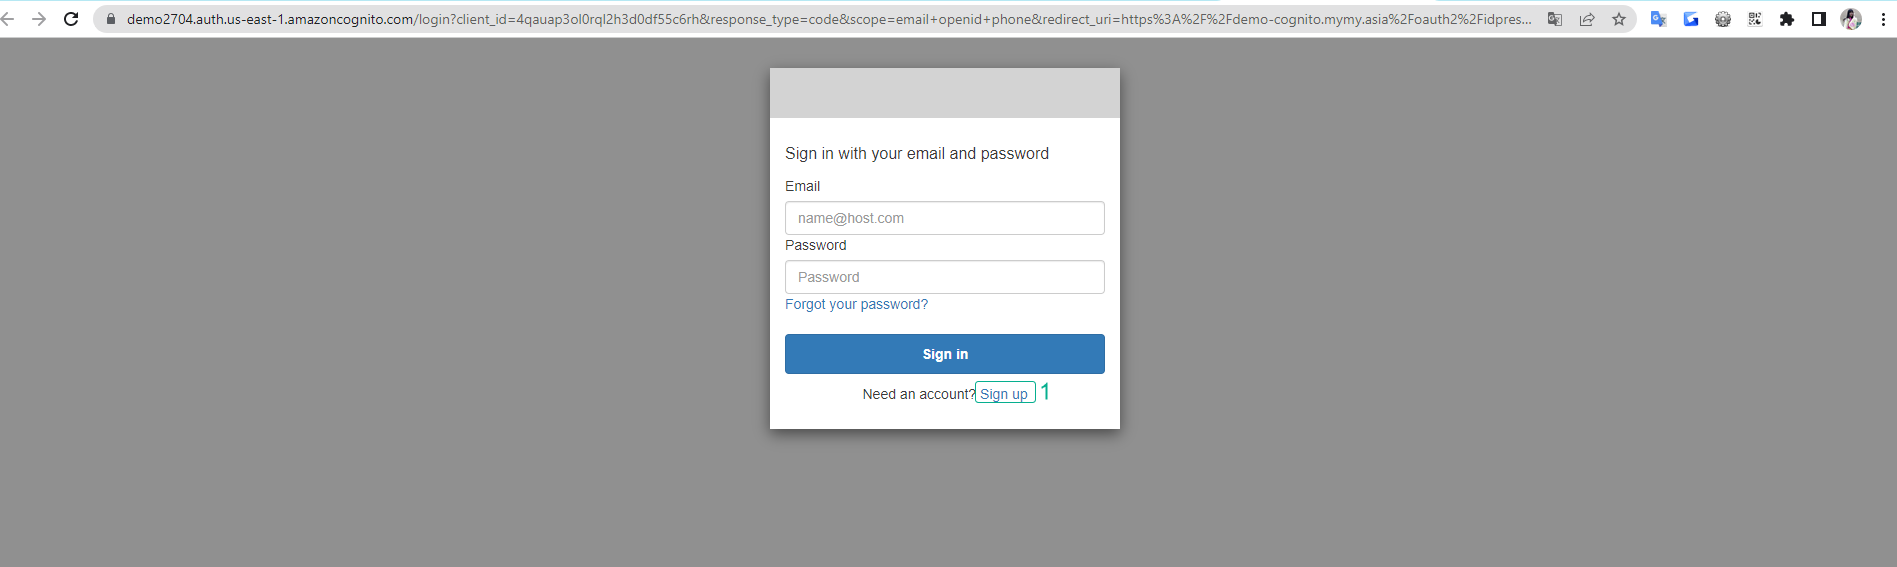 demo2704.auth.us-east-1.amazoncognito.com/login?client_id=4qauap3ol0rql2h3d0df55c6rh&response_type=code&scope=email+openid+phone&redirect_uri=https%3A%2F%2Fdemo-cognito.mymy.asia%2Foauth2%2Fidpres...
Sign in with your email and password
Email
name@host.com
Password
Password
Forgot your password?
Sign in
Need an account? Sign up 1